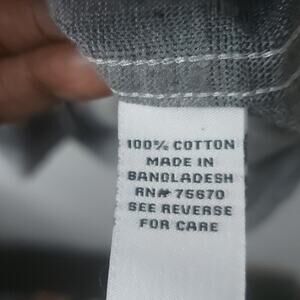 100% COTTON
MADE IN
BANGLADESH
RN# 75670
SEE REVERSE
FOR CARE